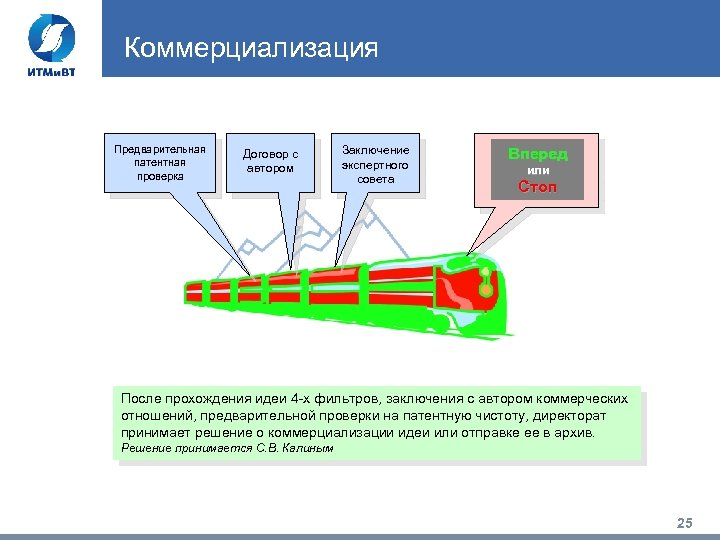 Коммерциализация
ИТМиВТ
Предварительная
патентная
проверка
Договор с
автором
Заключение
экспертного
совета
Вперед
или
Стоп
После прохождения идеи 4-х фильтров, заключения с автором коммерческих
отношений, предварительной проверки на патентную чистоту, директорат
принимает решение о коммерциализации идеи или отправке ее в архив.
Решение принимается С.В. Калиным
25